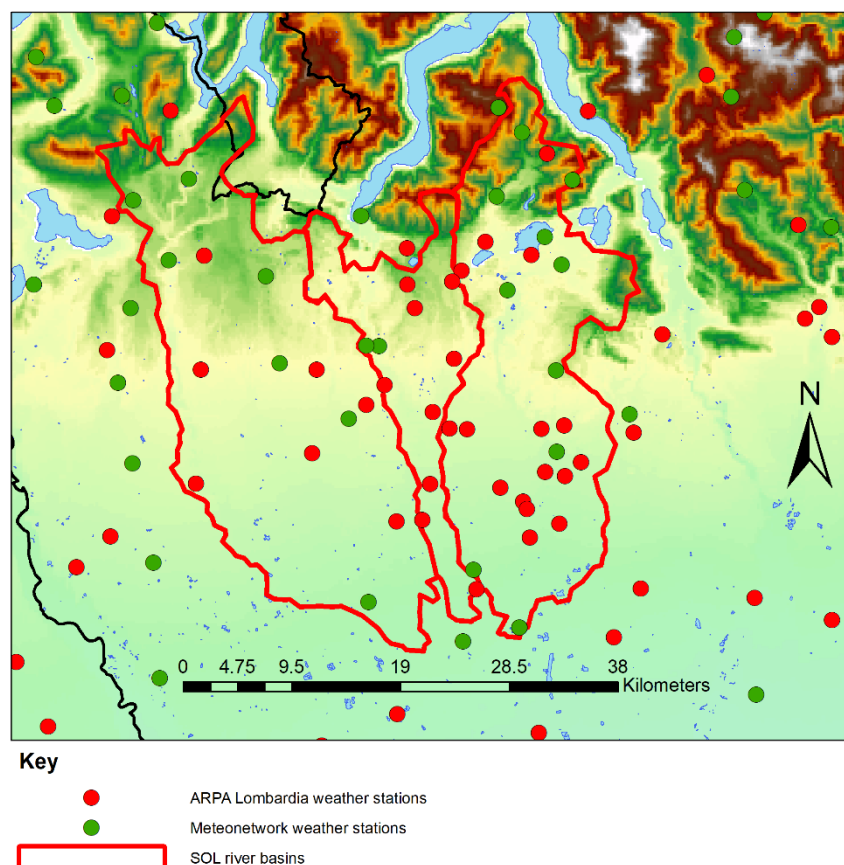 N
0 4.75 9.5 19 28.5 38
Kilometers
Key
ARPA Lombardia weather stations
Meteonetwork weather stations
SOL river basins